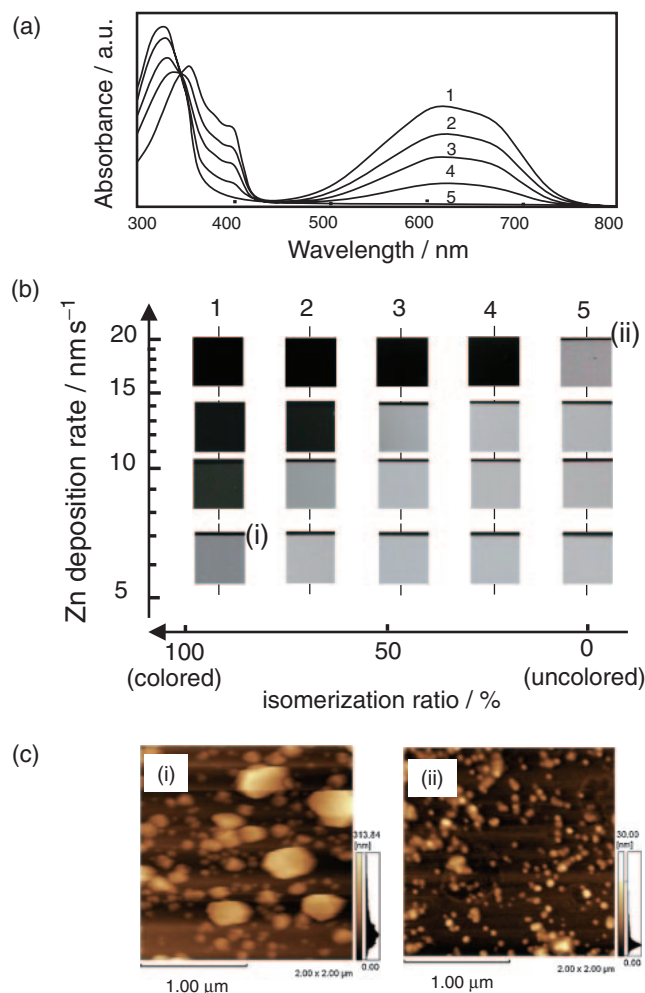 (a)
Absorbance / a.u.
1
2
3
4
5
300 400 500 600 700 800
Wavelength / nm
(b)
1 2 3 4 5
Zn deposition rate / nm s⁻¹
20
15
10
5
(ii)
(i)
100 50 0
(colored) (uncolored)
isomerization ratio / %
(c)
(i)
313.84
[nm]
0.00
1.00 μm
2.00 x 2.00 μm
(ii)
30.00
[nm]
0.00
1.00 μm
2.00 x 2.00 μm